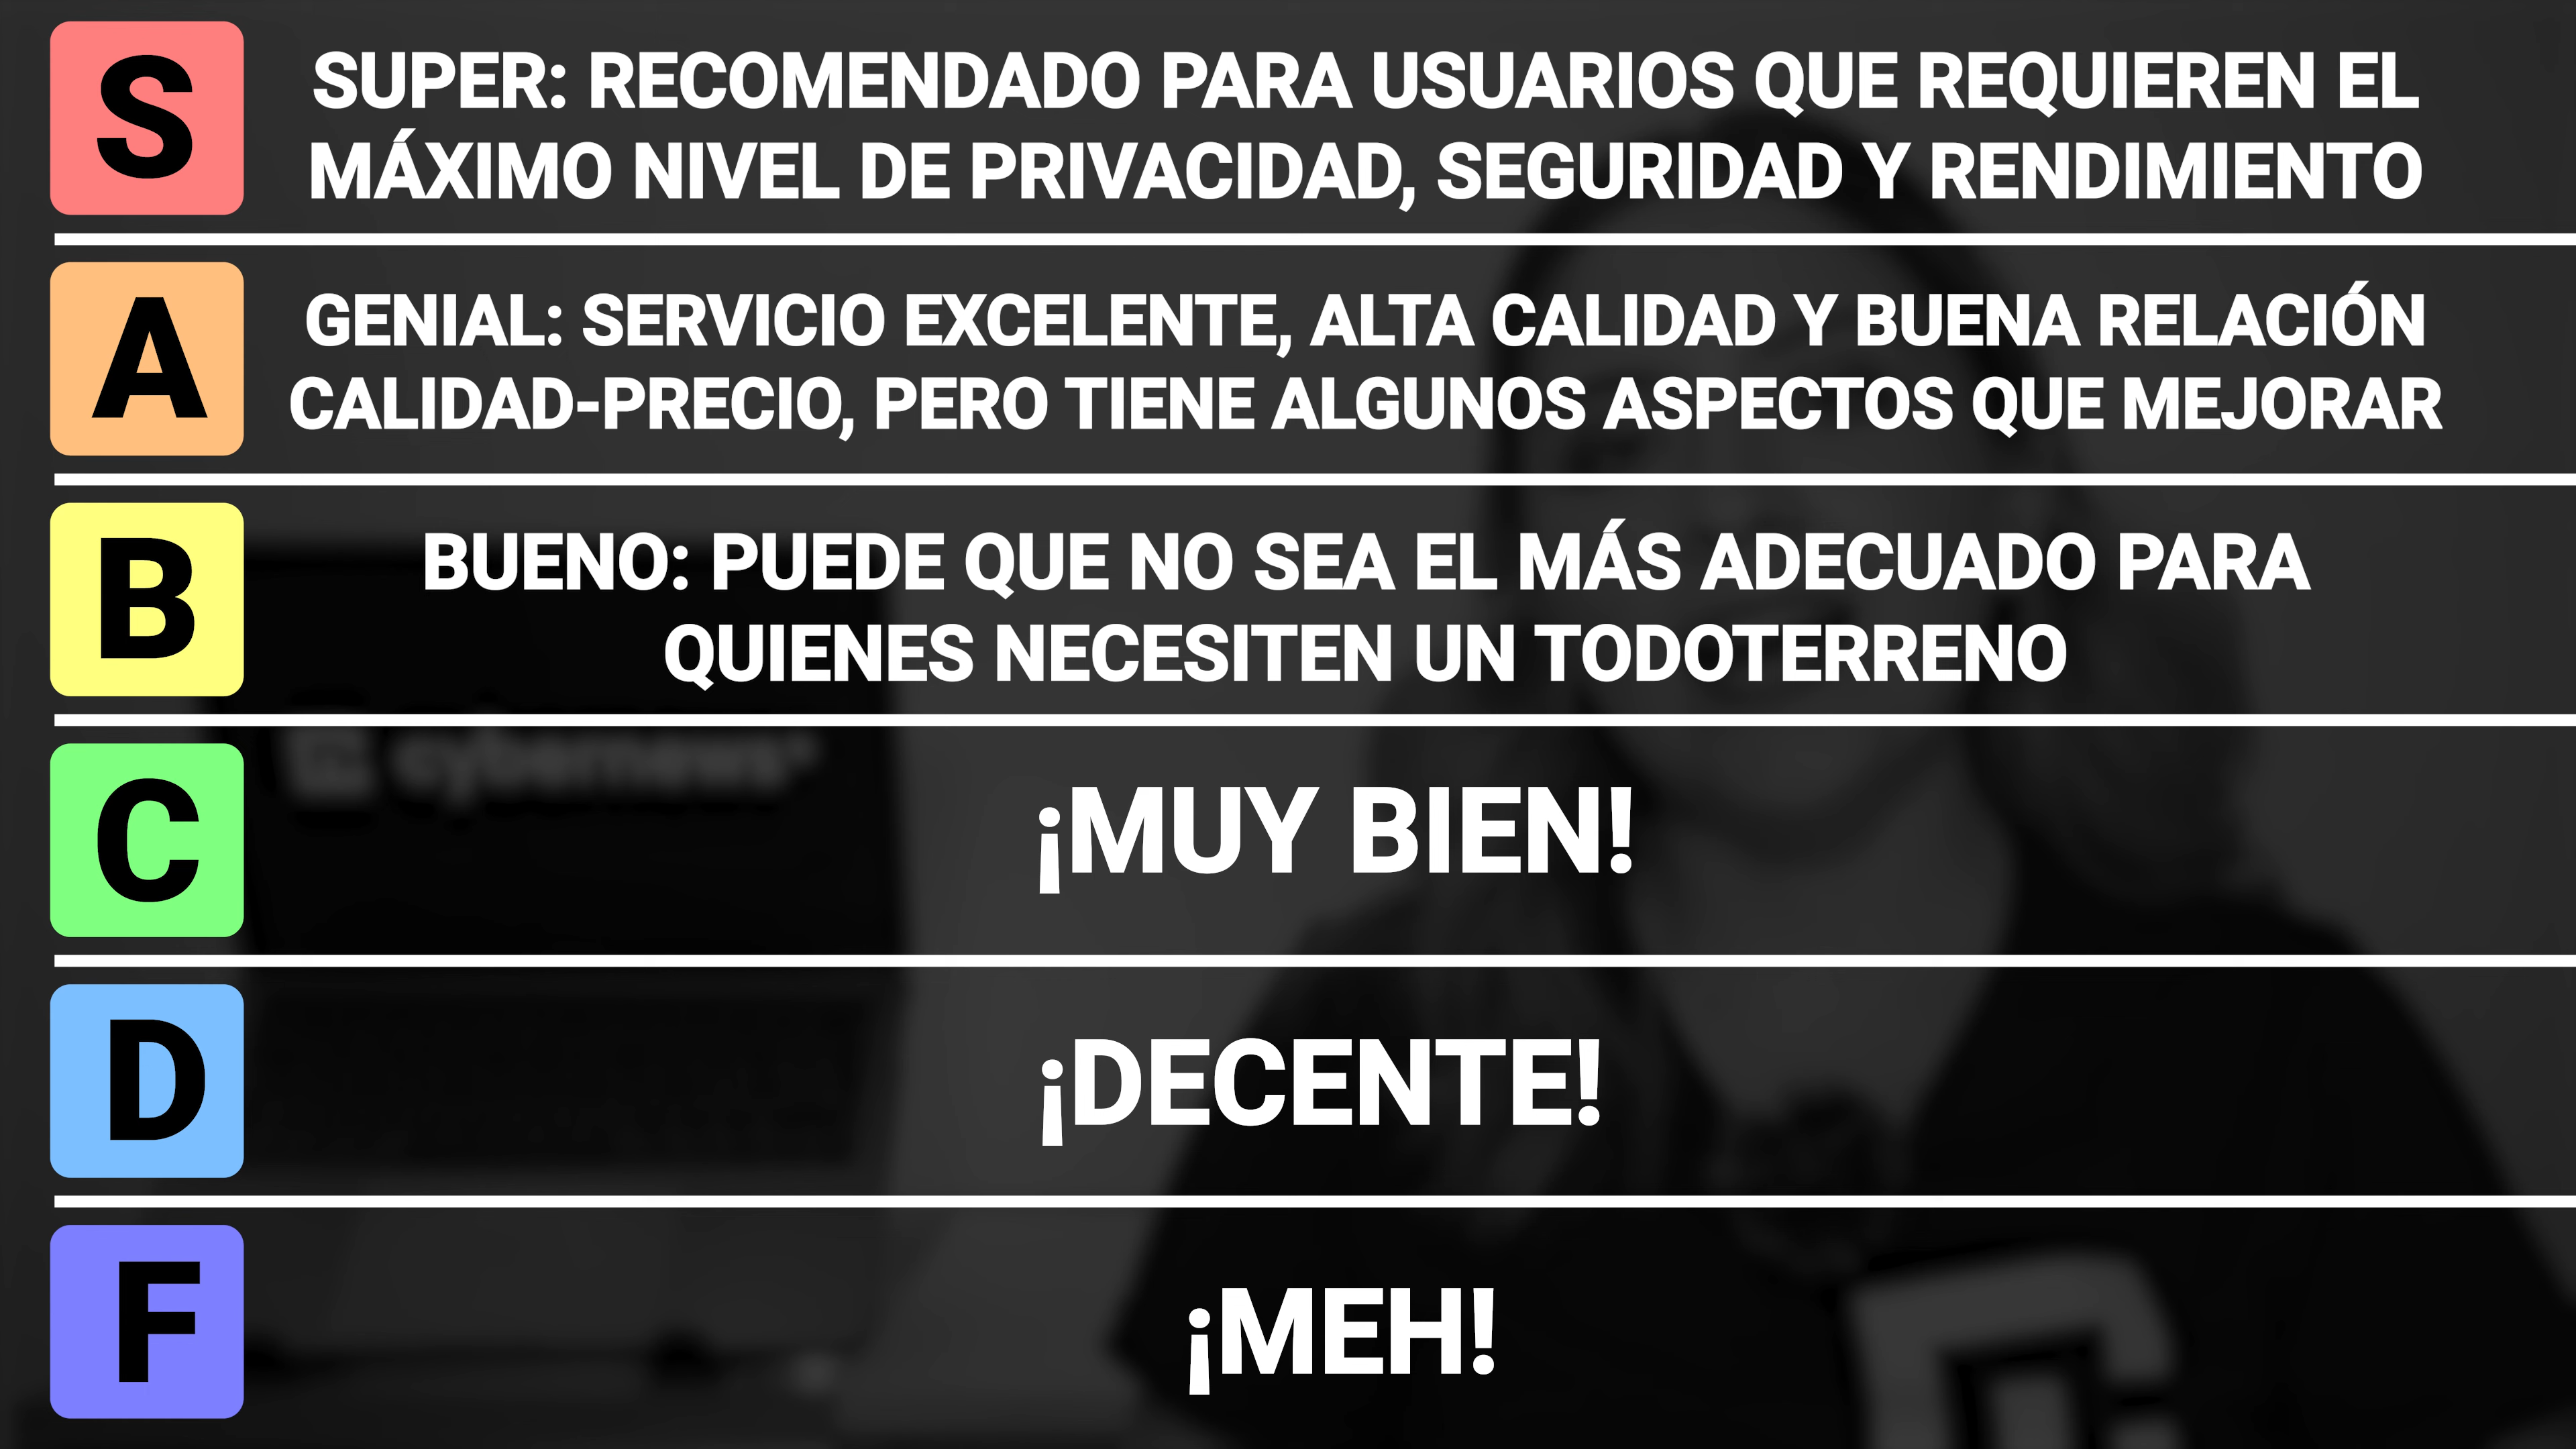 S
SUPER: RECOMENDADO PARA USUARIOS QUE REQUIEREN EL
MÁXIMO NIVEL DE PRIVACIDAD, SEGURIDAD Y RENDIMIENTO
A
GENIAL: SERVICIO EXCELENTE, ALTA CALIDAD Y BUENA RELACIÓN
CALIDAD-PRECIO, PERO TIENE ALGUNOS ASPECTOS QUE MEJORAR
B
BUENO: PUEDE QUE NO SEA EL MÁS ADECUADO PARA
QUIENES NECESITEN UN TODOTERRENO
cybernews
C
¡MUY BIEN!
D
¡DECENTE!
F
¡MEH!